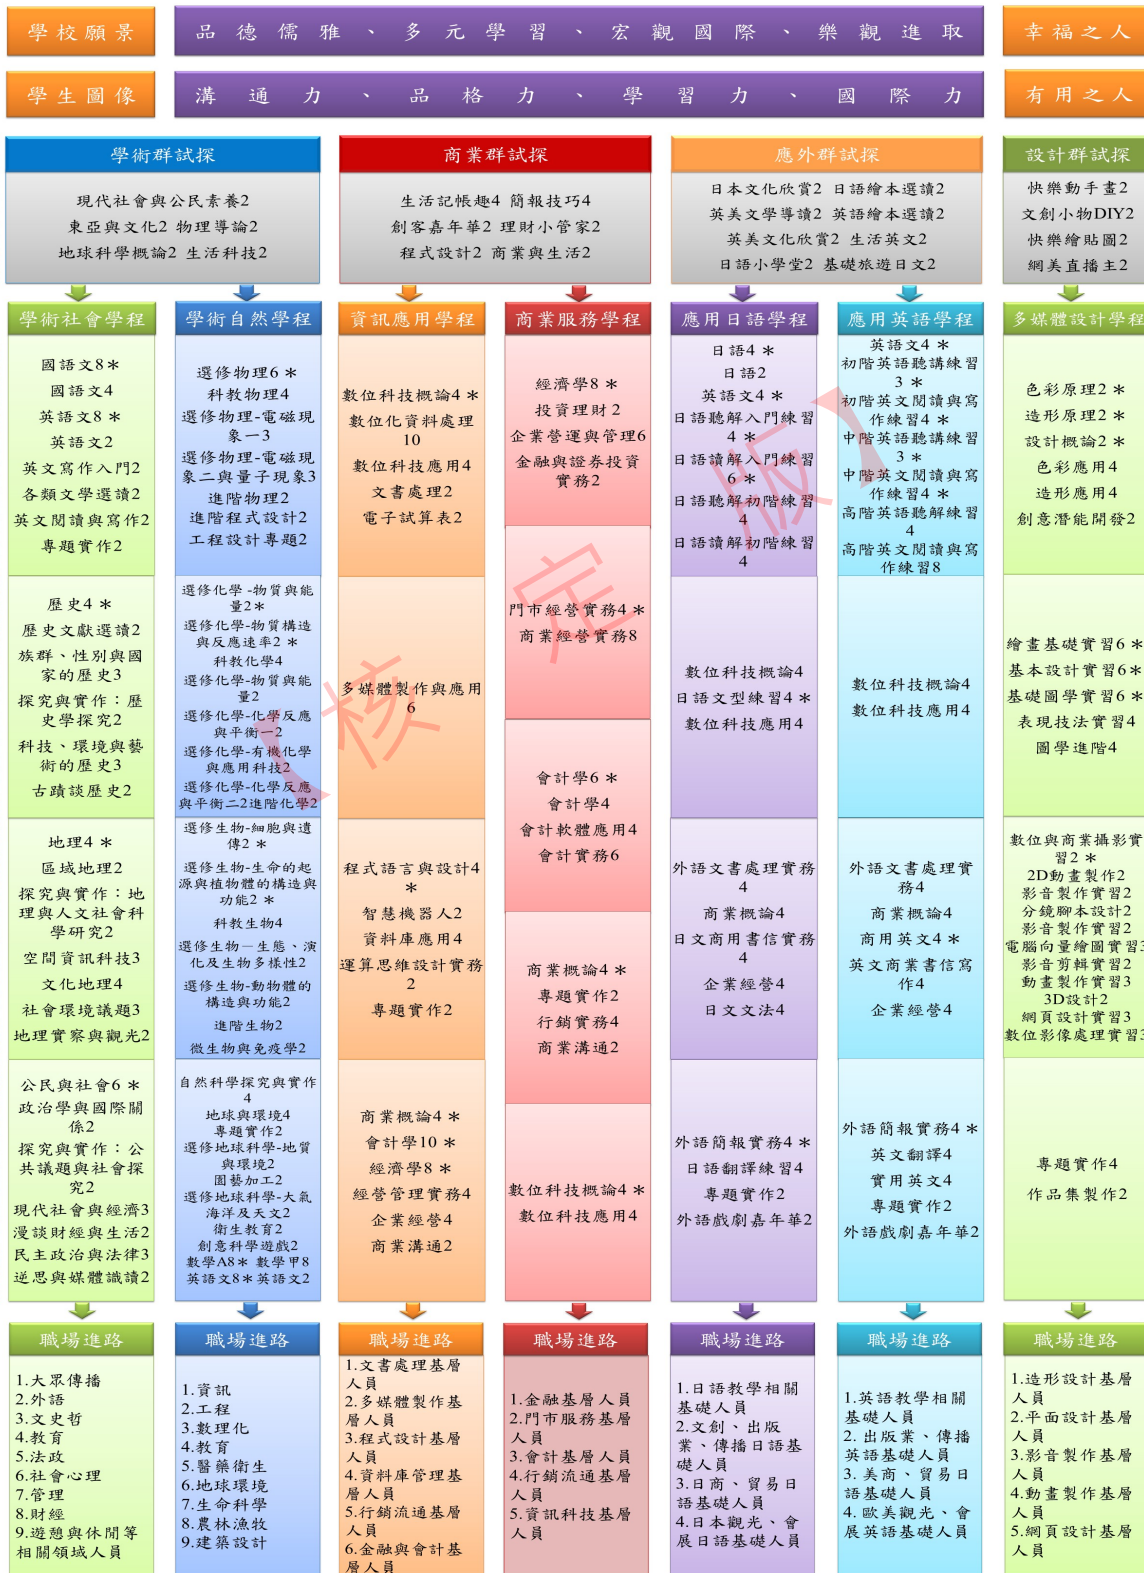 學校願景
品德儒雅、多元學習、宏觀國際、樂觀進取
幸福之人
學生圖像
溝通力、品格力、學習力、國際力
有用之人
學術群試探
現代社會與公民素養2
東亞與文化2 物理導論2
地球科學概論2 生活科技2
商業群試探
生活記帳趣4 簡報技巧4
創客嘉年華2 理財小管家2
程式設計2 商業與生活2
應外群試探
日本文化欣賞2 日語繪本選讀2
英美文學導讀2 英語繪本選讀2
英美文化欣賞2 生活英文2
日語小學堂2 基礎旅遊日文2
設計群試探
快樂動手畫2
文創小物DIY2
快樂繪貼圖2
網美直播主2
學術社會學程
國語文8＊
國語文4
英語文8＊
英語文2
英文寫作入門2
各類文學選讀2
英文閱讀與寫作2
專題實作2
歷史4＊
歷史文獻選讀2
族群、性別與國
家的歷史3
探究與實作：歷
史學探究2
科技、環境與藝
術的歷史3
古蹟談歷史2
地理4＊
區域地理2
探究與實作：地
理與人文社會科
學研究2
空間資訊科技3
文化地理4
社會環境議題3
地理實察與觀光2
公民與社會6＊
政治學與國際關
係2
探究與實作：公
共議題與社會探
究2
現代社會與經濟3
漫談財經與生活2
民主政治與法律3
逆思與媒體識讀2
職場進路
1.大眾傳播
2.外語
3.文史哲
4.教育
5.法政
6.社會心理
7.管理
8.財經
9.遊憩與休閒等
相關領域人員
學術自然學程
選修物理6＊
科教物理4
選修物理-電磁現
象一3
選修物理-電磁現
象二與量子現象3
進階物理2
進階程式設計2
工程設計專題2
選修化學-物質與能
量2＊
選修化學-物質構造
與反應速率2＊
科教化學4
選修化學-物質與能
量2
選修化學-化學反應
與平衡一2
選修化學-有機化學
與應用科技2
選修化學-化學反應
與平衡二2進階化學2
選修生物-細胞與遺
傳2＊
選修生物-生命的起
源與植物體的構造與
功能2＊
科教生物4
選修生物－生態、演
化及生物多樣性2
選修生物-動物體的
構造與功能2
進階生物2
微生物與免疫學2
自然科學探究與實作
4
地球與環境4
專題實作2
選修地球科學-地質
與環境2
園藝加工2
選修地球科學-大氣
海洋及天文2
衛生教育2
創意科學遊戲2
數學A8＊ 數學甲8
英語文8＊英語文2
職場進路
1.資訊
2.工程
3.數理化
4.教育
5.醫藥衛生
6.地球環境
7.生命科學
8.農林漁牧
9.建築設計
資訊應用學程
數位科技概論4＊
數位化資料處理
10
數位科技應用4
文書處理2
電子試算表2
多媒體製作與應用
6
程式語言與設計4
＊
智慧機器人2
資料庫應用4
運算思維設計實務
2
專題實作2
商業概論4＊
會計學10＊
經濟學8＊
經營管理實務4
企業經營4
商業溝通2
職場進路
1.文書處理基層
人員
2.多媒體製作基
層人員
3.程式設計基層
人員
4.資料庫管理基
層人員
5.行銷流通基層
人員
6.金融與會計基
層人員
商業服務學程
經濟學8＊
投資理財2
企業營運與管理6
金融與證券投資
實務2
門市經營實務4＊
商業經營實務8
會計學6＊
會計學4
會計軟體應用4
會計實務6
商業概論4＊
專題實作2
行銷實務4
商業溝通2
數位科技概論4＊
數位科技應用4
職場進路
1.金融基層人員
2.門市服務基層
人員
3.會計基層人員
4.行銷流通基層
人員
5.資訊科技基層
人員
應用日語學程
日語4＊
日語2
英語文4＊
日語聽解入門練習
4＊
日語讀解入門練習
6＊
日語聽解初階練習
4
日語讀解初階練習
4
數位科技概論4
日語文型練習4＊
數位科技應用4
外語文書處理實務
4
商業概論4
日文商用書信實務
4
企業經營4
日文文法4
外語簡報實務4＊
日語翻譯練習4
專題實作2
外語戲劇嘉年華2
職場進路
1.日語教學相關
基礎人員
2.文創、出版
業、傳播日語基
礎人員
3.日商、貿易日
語基礎人員
4.日本觀光、會
展日語基礎人員
應用英語學程
英語文4＊
初階英語聽講練習
3＊
初階英文閱讀與寫
作練習4＊
中階英語聽講練習
3＊
中階英文閱讀與寫
作練習4＊
高階英語聽解練習
4
高階英文閱讀與寫
作練習8
數位科技概論4
數位科技應用4
外語文書處理實
務4
商業概論4
商用英文4＊
英文商業書信寫
作4
企業經營4
外語簡報實務4＊
英文翻譯4
實用英文4
專題實作2
外語戲劇嘉年華2
職場進路
1.英語教學相關
基礎人員
2. 出版業、傳播
英語基礎人員
3. 美商、貿易日
語基礎人員
4. 歐美觀光、會
展英語基礎人員
多媒體設計學程
色彩原理2＊
造形原理2＊
設計概論2＊
色彩應用4
造形應用4
創意潛能開發2
繪畫基礎實習6＊
基本設計實習6＊
基礎圖學實習6＊
表現技法實習4
圖學進階4
數位與商業攝影實
習2＊
2D動畫製作2
影音製作實習2
分鏡腳本設計2
影音製作實習2
電腦向量繪圖實習3
影音剪輯實習2
動畫製作實習3
3D設計2
網頁設計實習3
數位影像處理實習3
專題實作4
作品集製作2
職場進路
1.造形設計基層
人員
2.平面設計基層
人員
3.影音製作基層
人員
4.動畫製作基層
人員
5.網頁設計基層
人員
【核定版】